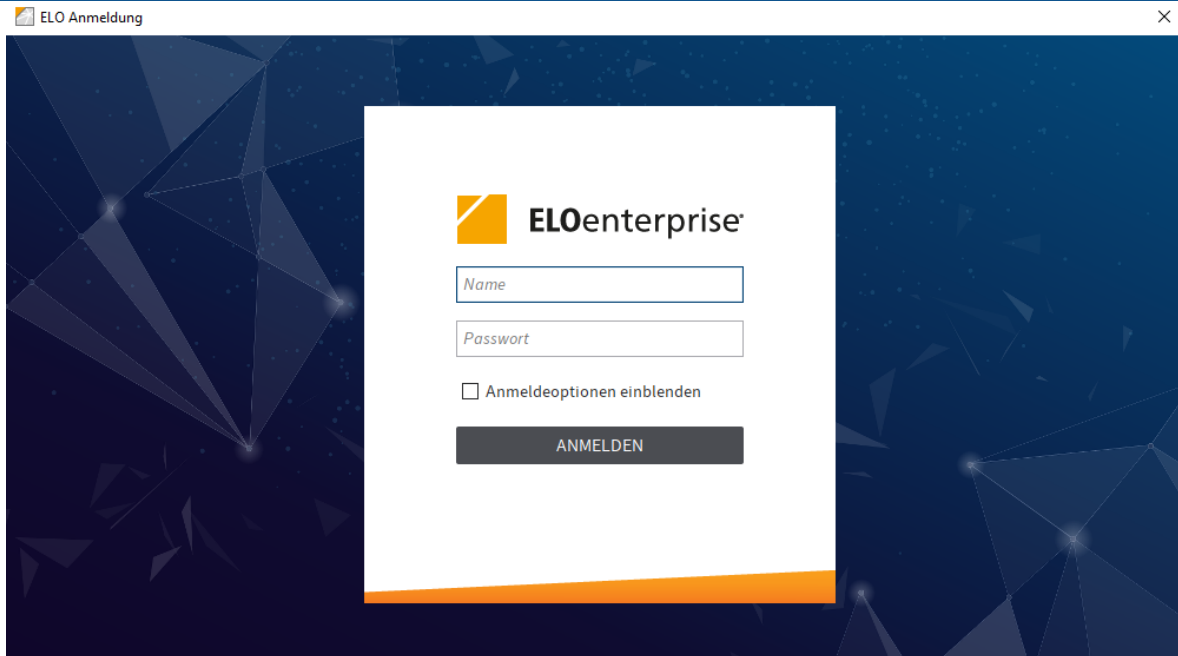 ELO Anmeldung
ELOenterprise
Name
Passwort
Anmeldeoptionen einblenden
ANMELDEN